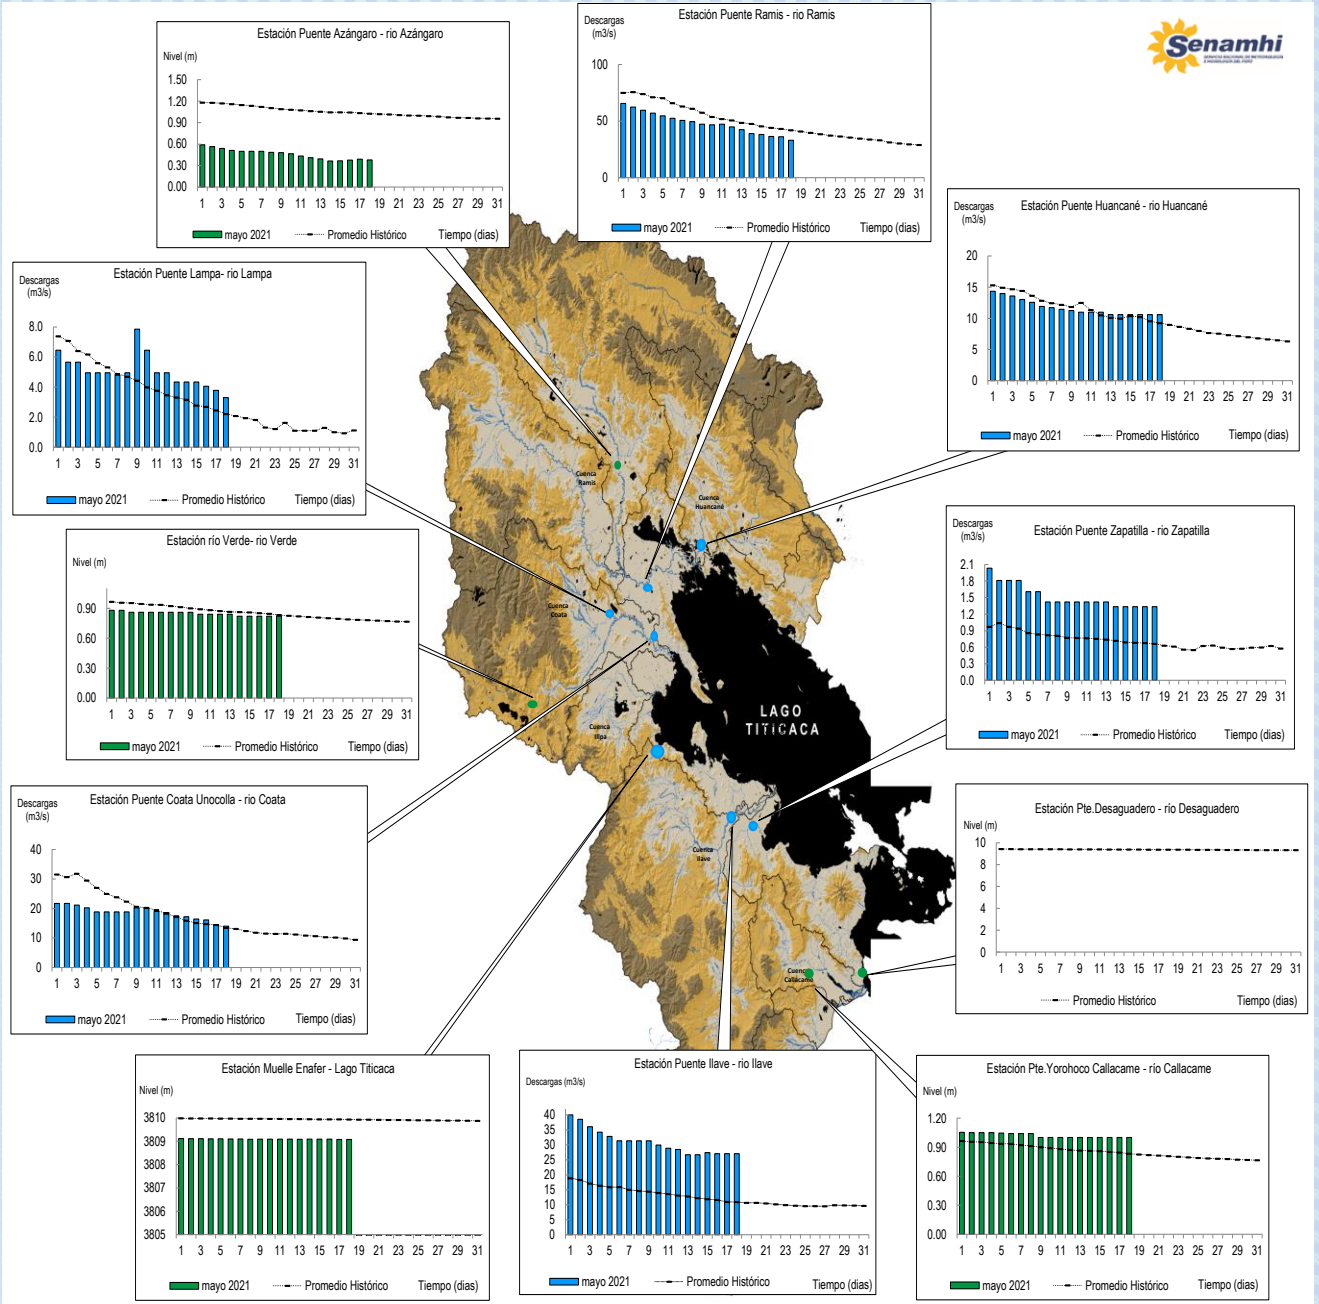 Senamhi
SERVICIO NACIONAL DE METEOROLOGÍA
E HIDROLOGÍA DEL PERÚ
Estación Puente Azángaro - rio Azángaro
Nivel (m)
1.50
1.20
0.90
0.60
0.30
0.00
1 3 5 7 9 11 13 15 17 19 21 23 25 27 29 31
mayo 2021 Promedio Histórico Tiempo (dias)
Estación Puente Ramis - rio Ramis
Descargas
(m3/s)
100
50
0
1 3 5 7 9 11 13 15 17 19 21 23 25 27 29 31
mayo 2021 Promedio Histórico Tiempo (días)
Estación Puente Huancané - rio Huancané
Descargas
(m3/s)
20
15
10
5
0
1 3 5 7 9 11 13 15 17 19 21 23 25 27 29 31
mayo 2021 Promedio Histórico Tiempo (dias)
Estación Puente Lampa- rio Lampa
Descargas
(m3/s)
8.0
6.0
4.0
2.0
0.0
1 3 5 7 9 11 13 15 17 19 21 23 25 27 29 31
mayo 2021 Promedio Histórico Tiempo (dias)
Estación río Verde- rio Verde
Nivel (m)
0.90
0.60
0.30
0.00
1 3 5 7 9 11 13 15 17 19 21 23 25 27 29 31
mayo 2021 Promedio Histórico Tiempo (dias)
Estación Puente Zapatilla - rio Zapatilla
Descargas
(m3/s)
2.1
1.8
1.5
1.2
0.9
0.6
0.3
0.0
1 3 5 7 9 11 13 15 17 19 21 23 25 27 29 31
mayo 2021 Promedio Histórico Tiempo (dias)
Cuenca
Ramis
Cuenca
Huancané
Cuenca
Coata
Cuenca
Illpa
LAGO
TITICACA
Cuenca
Ilave
Cuenca
Callacame
Estación Puente Coata Unocolla - rio Coata
Descargas
(m3/s)
40
30
20
10
0
1 3 5 7 9 11 13 15 17 19 21 23 25 27 29 31
mayo 2021 Promedio Histórico Tiempo (dias)
Estación Pte.Desaguadero - río Desaguadero
Nivel (m)
10
8
6
4
2
0
1 3 5 7 9 11 13 15 17 19 21 23 25 27 29 31
Promedio Histórico Tiempo (dias)
Estación Muelle Enafer - Lago Titicaca
Nivel (m)
3810
3809
3808
3807
3806
3805
1 3 5 7 9 11 13 15 17 19 21 23 25 27 29 31
mayo 2021 Promedio Histórico Tiempo (dias)
Estación Puente Ilave - rio Ilave
Descargas (m3/s)
40
35
30
25
20
15
10
5
0
1 3 5 7 9 11 13 15 17 19 21 23 25 27 29 31
mayo 2021 Promedio Histórico Tiempo (dias)
Estación Pte.Yorohoco Callacame - río Callacame
Nivel (m)
1.20
0.90
0.60
0.30
0.00
1 3 5 7 9 11 13 15 17 19 21 23 25 27 29 31
mayo 2021 Promedio Histórico Tiempo (dias)